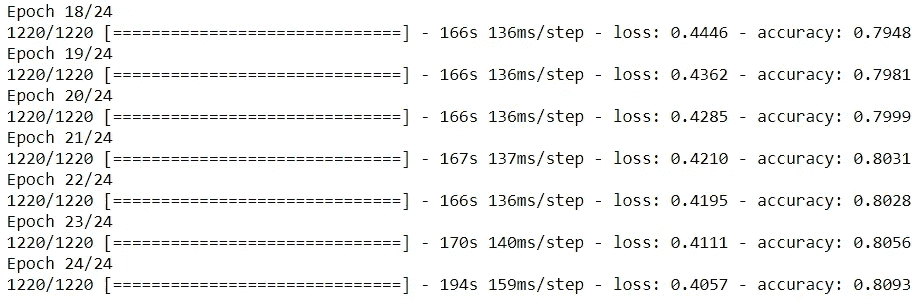 Epoch 18/24
1220/1220 [==============================] - 166s 136ms/step - loss: 0.4446 - accuracy: 0.7948
Epoch 19/24
1220/1220 [==============================] - 166s 136ms/step - loss: 0.4362 - accuracy: 0.7981
Epoch 20/24
1220/1220 [==============================] - 166s 136ms/step - loss: 0.4285 - accuracy: 0.7999
Epoch 21/24
1220/1220 [==============================] - 167s 137ms/step - loss: 0.4210 - accuracy: 0.8031
Epoch 22/24
1220/1220 [==============================] - 166s 136ms/step - loss: 0.4195 - accuracy: 0.8028
Epoch 23/24
1220/1220 [==============================] - 170s 140ms/step - loss: 0.4111 - accuracy: 0.8056
Epoch 24/24
1220/1220 [==============================] - 194s 159ms/step - loss: 0.4057 - accuracy: 0.8093